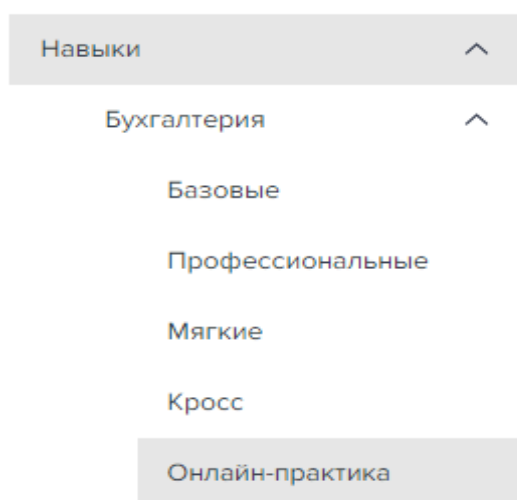 Навыки
Бухгалтерия
Базовые
Профессиональные
Мягкие
Кросс
Онлайн-практика